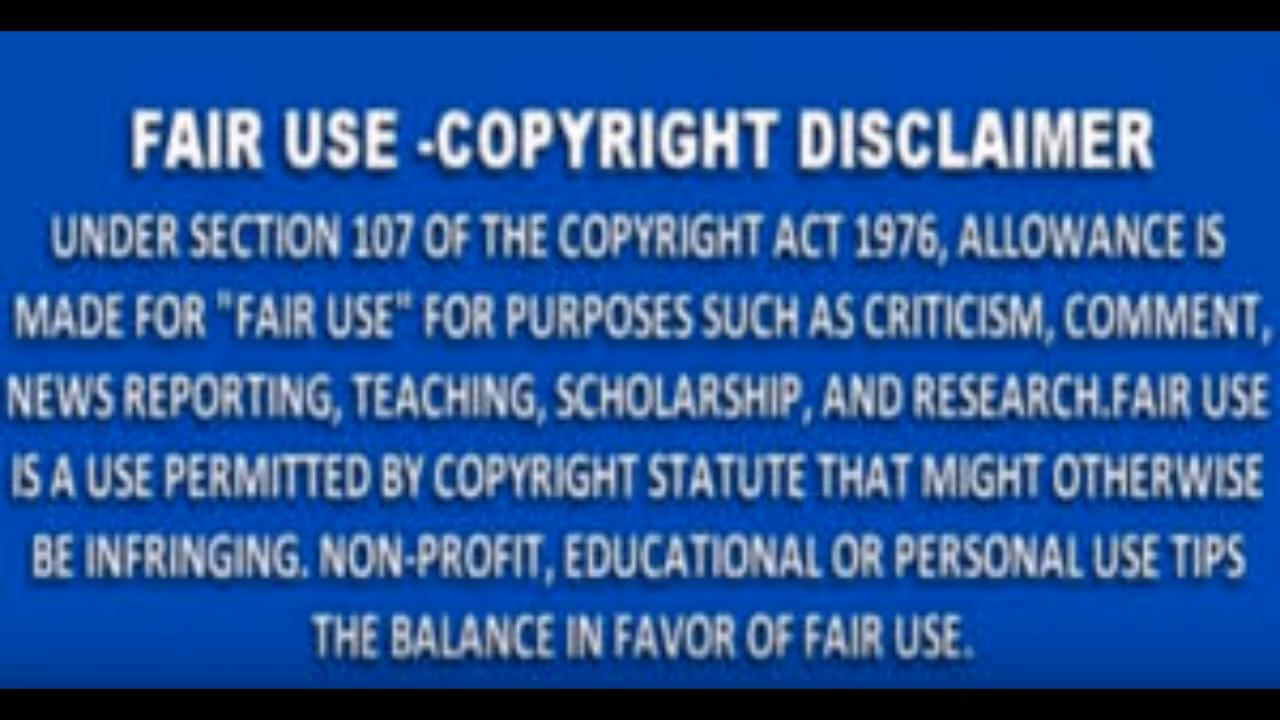 FAIR USE -COPYRIGHT DISCLAIMER
UNDER SECTION 107 OF THE COPYRIGHT ACT 1976, ALLOWANCE IS
MADE FOR "FAIR USE" FOR PURPOSES SUCH AS CRITICISM, COMMENT,
NEWS REPORTING, TEACHING, SCHOLARSHIP, AND RESEARCH.FAIR USE
IS A USE PERMITTED BY COPYRIGHT STATUTE THAT MIGHT OTHERWISE
BE INFRINGING. NON-PROFIT, EDUCATIONAL OR PERSONAL USE TIPS
THE BALANCE IN FAVOR OF FAIR USE.